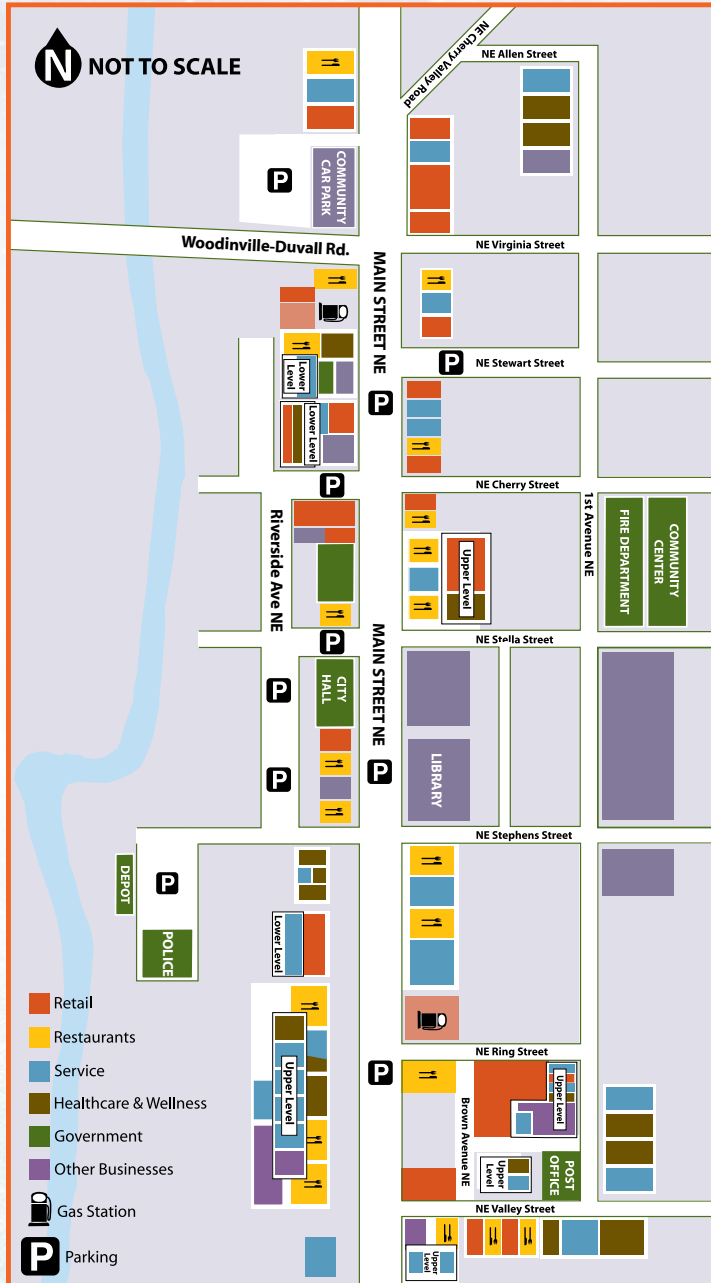 N NOT TO SCALE
NE Cherry Valley Road
NE Allen Street
COMMUNITY
CAR PARK
P
Woodinville-Duvall Rd.
NE Virginia Street
MAIN STREET NE
P
NE Stewart Street
Lower
Level
P
Lower Level
P
NE Cherry Street
1st Avenue NE
FIRE DEPARTMENT
COMMUNITY
CENTER
Riverside Ave NE
Upper Level
P
NE Stella Street
MAIN STREET NE
P
CITY
HALL
LIBRARY
P
P
NE Stephens Street
DEPOT
P
POLICE
Lower Level
Upper Level
NE Ring Street
P
Brown Avenue NE
Upper
Level
Upper
Level
POST
OFFICE
NE Valley Street
Upper
Level
Retail
Restaurants
Service
Healthcare & Wellness
Government
Other Businesses
Gas Station
P Parking